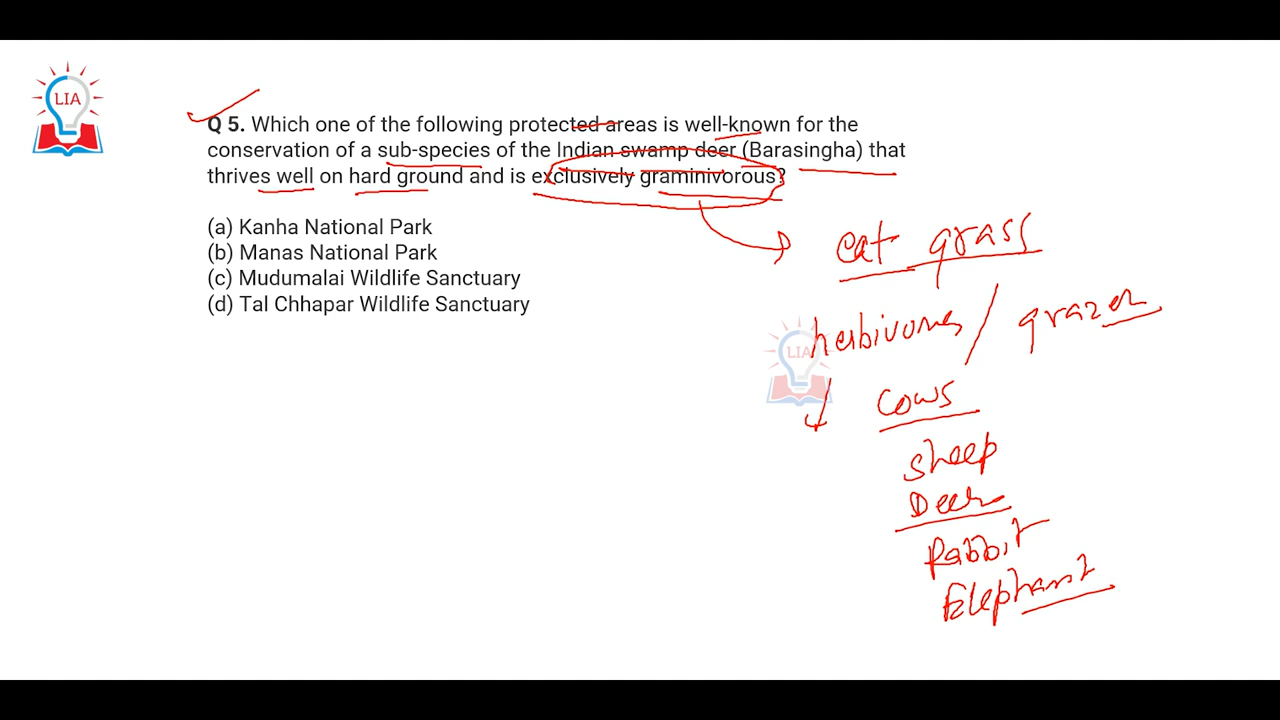 LIA
Q 5. Which one of the following protected areas is well-known for the
conservation of a sub-species of the Indian swamp deer (Barasingha) that
thrives well on hard ground and is exclusively graminivorous?
(a) Kanha National Park
(b) Manas National Park
(c) Mudumalai Wildlife Sanctuary
(d) Tal Chhapar Wildlife Sanctuary
eat grass
herbivores / grazer
LIA
cows
sheep
Deer
Rabbit
Elephant